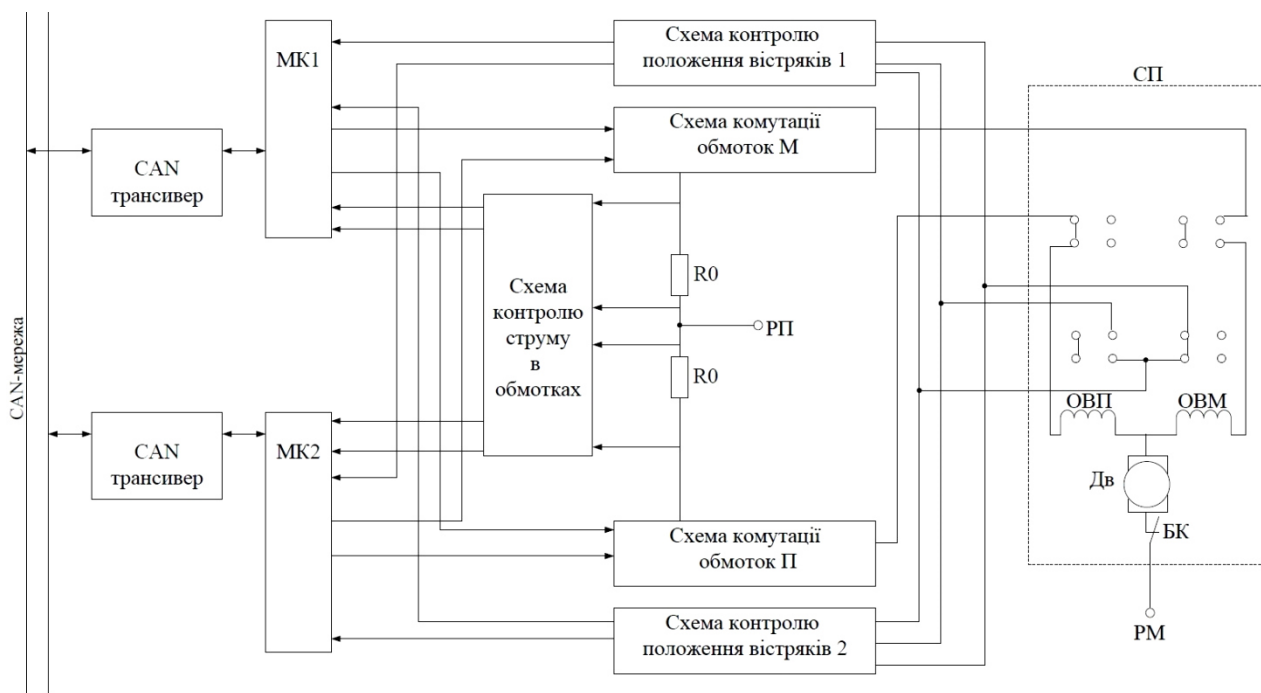 CAN-мережа
CAN
трансивер
CAN
трансивер
МК1
МК2
Схема контролю
положення вістряків 1
Схема комутації
обмоток М
Схема
контролю
струму
в
обмотках
R0
РП
R0
Схема комутації
обмоток П
Схема контролю
положення вістряків 2
СП
ОВП
ОВМ
Дв
БК
РМ